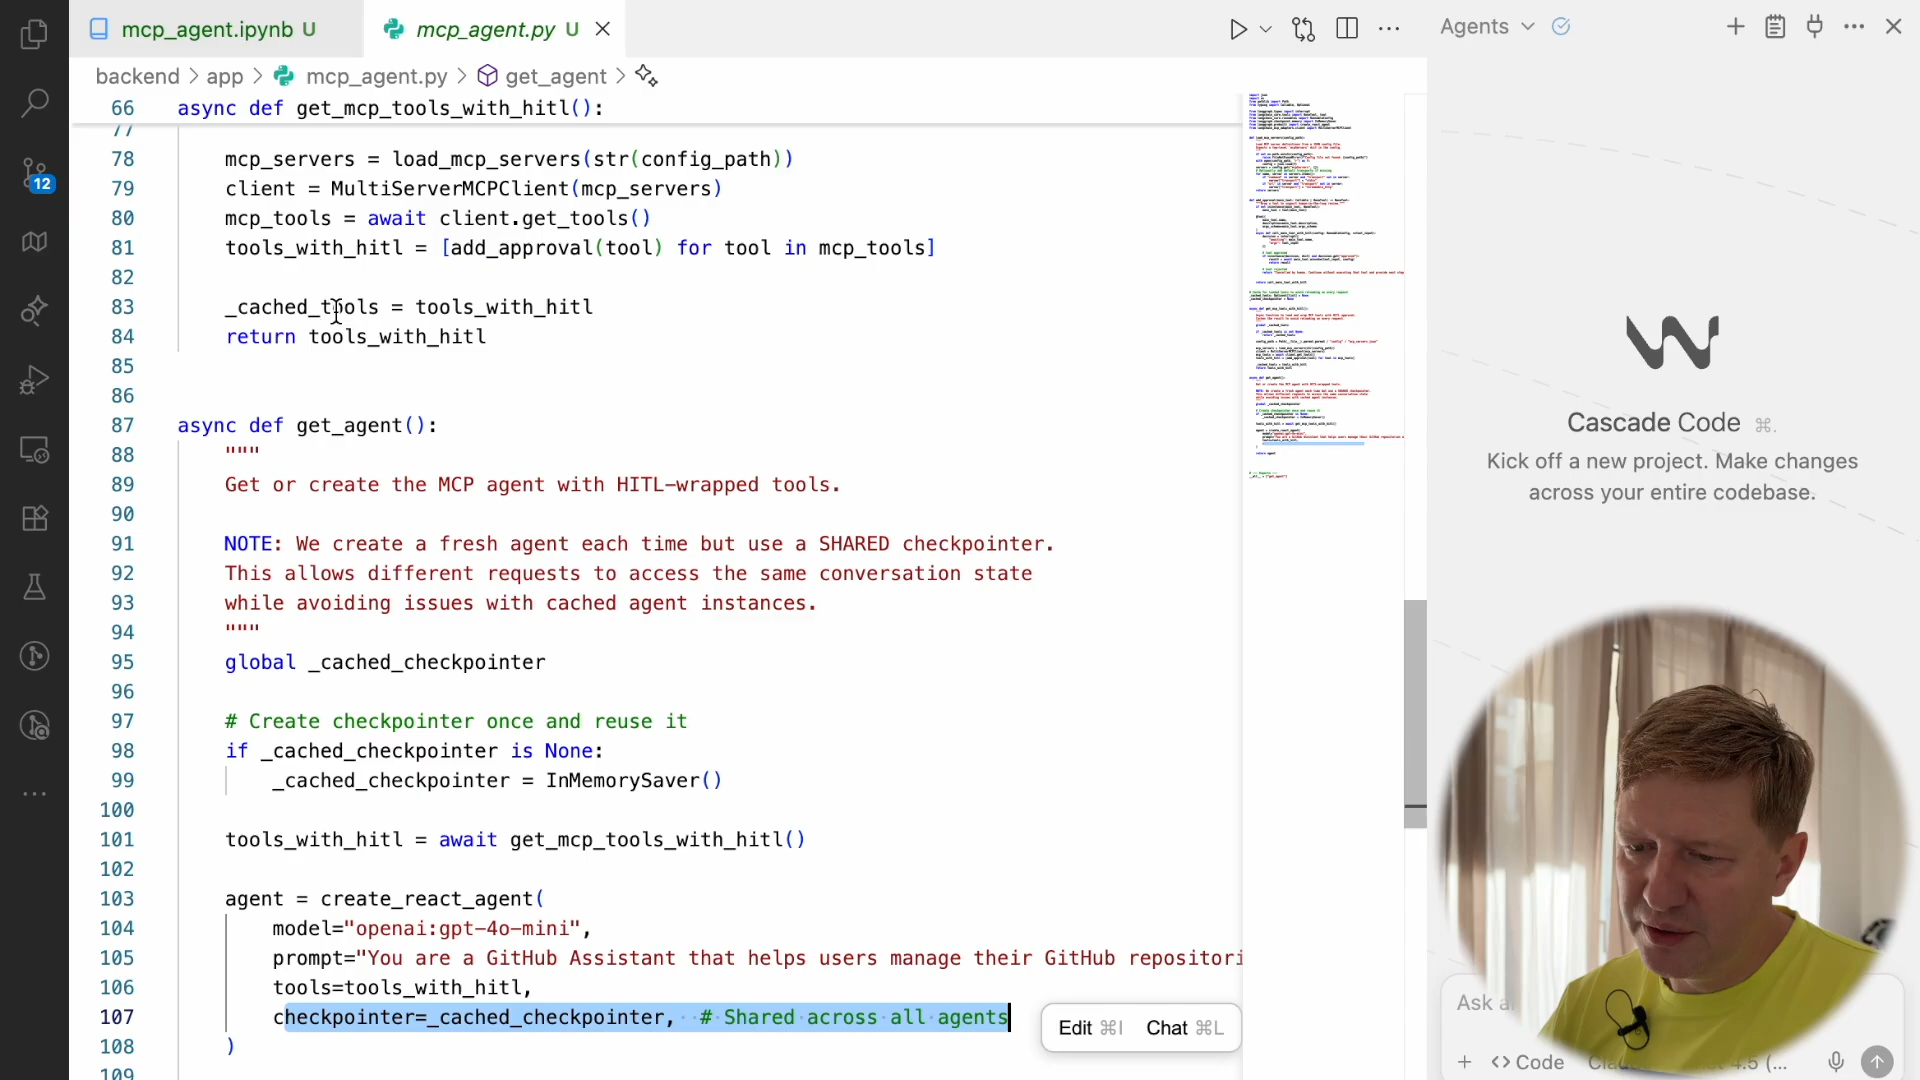 mcp_agent.ipynb U
mcp_agent.py U
Agents
backend > app > mcp_agent.py > get_agent >
66 async def get_mcp_tools_with_hitl():
77
78 mcp_servers = load_mcp_servers(str(config_path))
79 client = MultiServerMCPClient(mcp_servers)
80 mcp_tools = await client.get_tools()
81 tools_with_hitl = [add_approval(tool) for tool in mcp_tools]
82
83 _cached_tools = tools_with_hitl
84 return tools_with_hitl
85
86
87 async def get_agent():
88 """
89 Get or create the MCP agent with HITL-wrapped tools.
90
91 NOTE: We create a fresh agent each time but use a SHARED checkpointer.
92 This allows different requests to access the same conversation state
93 while avoiding issues with cached agent instances.
94 """
95 global _cached_checkpointer
96
97 # Create checkpointer once and reuse it
98 if _cached_checkpointer is None:
99 _cached_checkpointer = InMemorySaver()
100
101 tools_with_hitl = await get_mcp_tools_with_hitl()
102
103 agent = create_react_agent(
104 model="openai:gpt-4o-mini",
105 prompt="You are a GitHub Assistant that helps users manage their GitHub repositori
106 tools=tools_with_hitl,
107 checkpointer=_cached_checkpointer, # Shared across all agents
108 )
109
Edit ⌘I Chat ⌘L
12
Cascade Code ⌘.
Kick off a new project. Make changes
across your entire codebase.
Ask
Code
4.5 (...